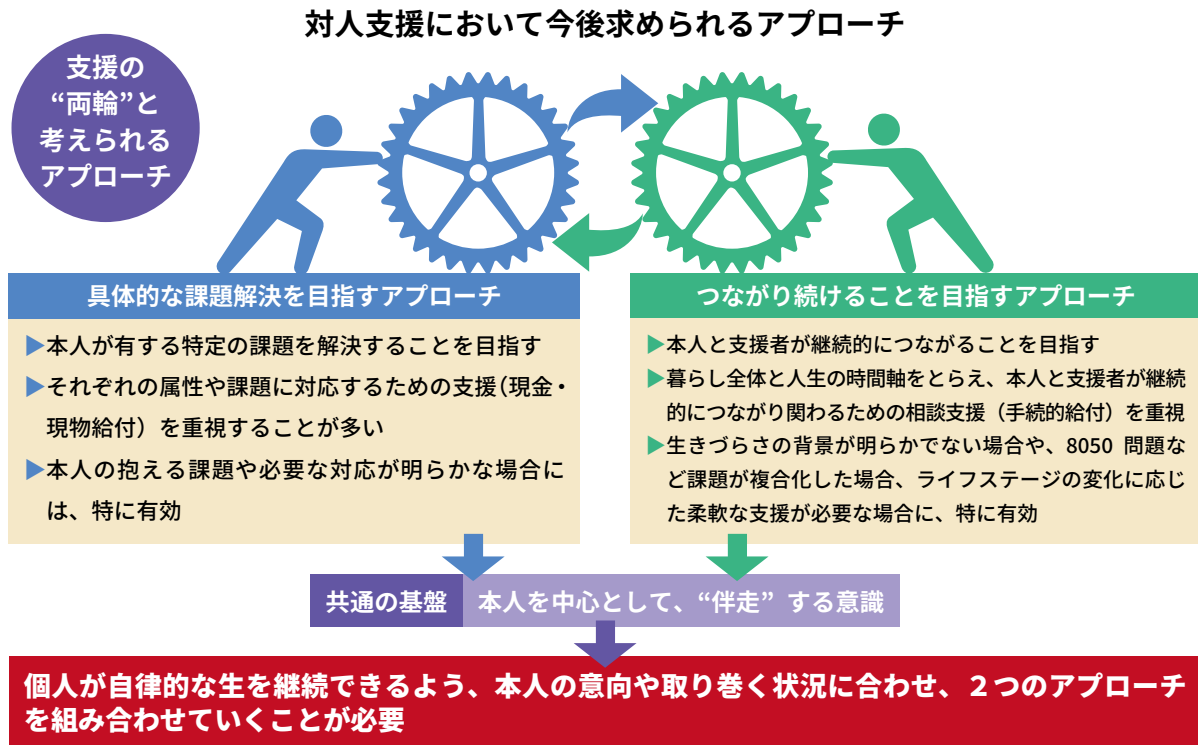 対人支援において今後求められるアプローチ
支援の
“両輪”と
考えられる
アプローチ
具体的な課題解決を目指すアプローチ
▶本人が有する特定の課題を解決することを目指す
▶それぞれの属性や課題に対応するための支援（現金・
現物給付）を重視することが多い
▶本人の抱える課題や必要な対応が明らかな場合に
は、特に有効
つながり続けることを目指すアプローチ
▶本人と支援者が継続的につながることを目指す
▶暮らし全体と人生の時間軸をとらえ、本人と支援者が継続
的につながり関わるための相談支援（手続的給付）を重視
▶生きづらさの背景が明らかでない場合や、8050 問題な
ど課題が複合化した場合、ライフステージの変化に応じ
た柔軟な支援が必要な場合に、特に有効
共通の基盤 本人を中心として、“伴走”する意識
個人が自律的な生を継続できるよう、本人の意向や取り巻く状況に合わせ、２つのアプローチ
を組み合わせていくことが必要